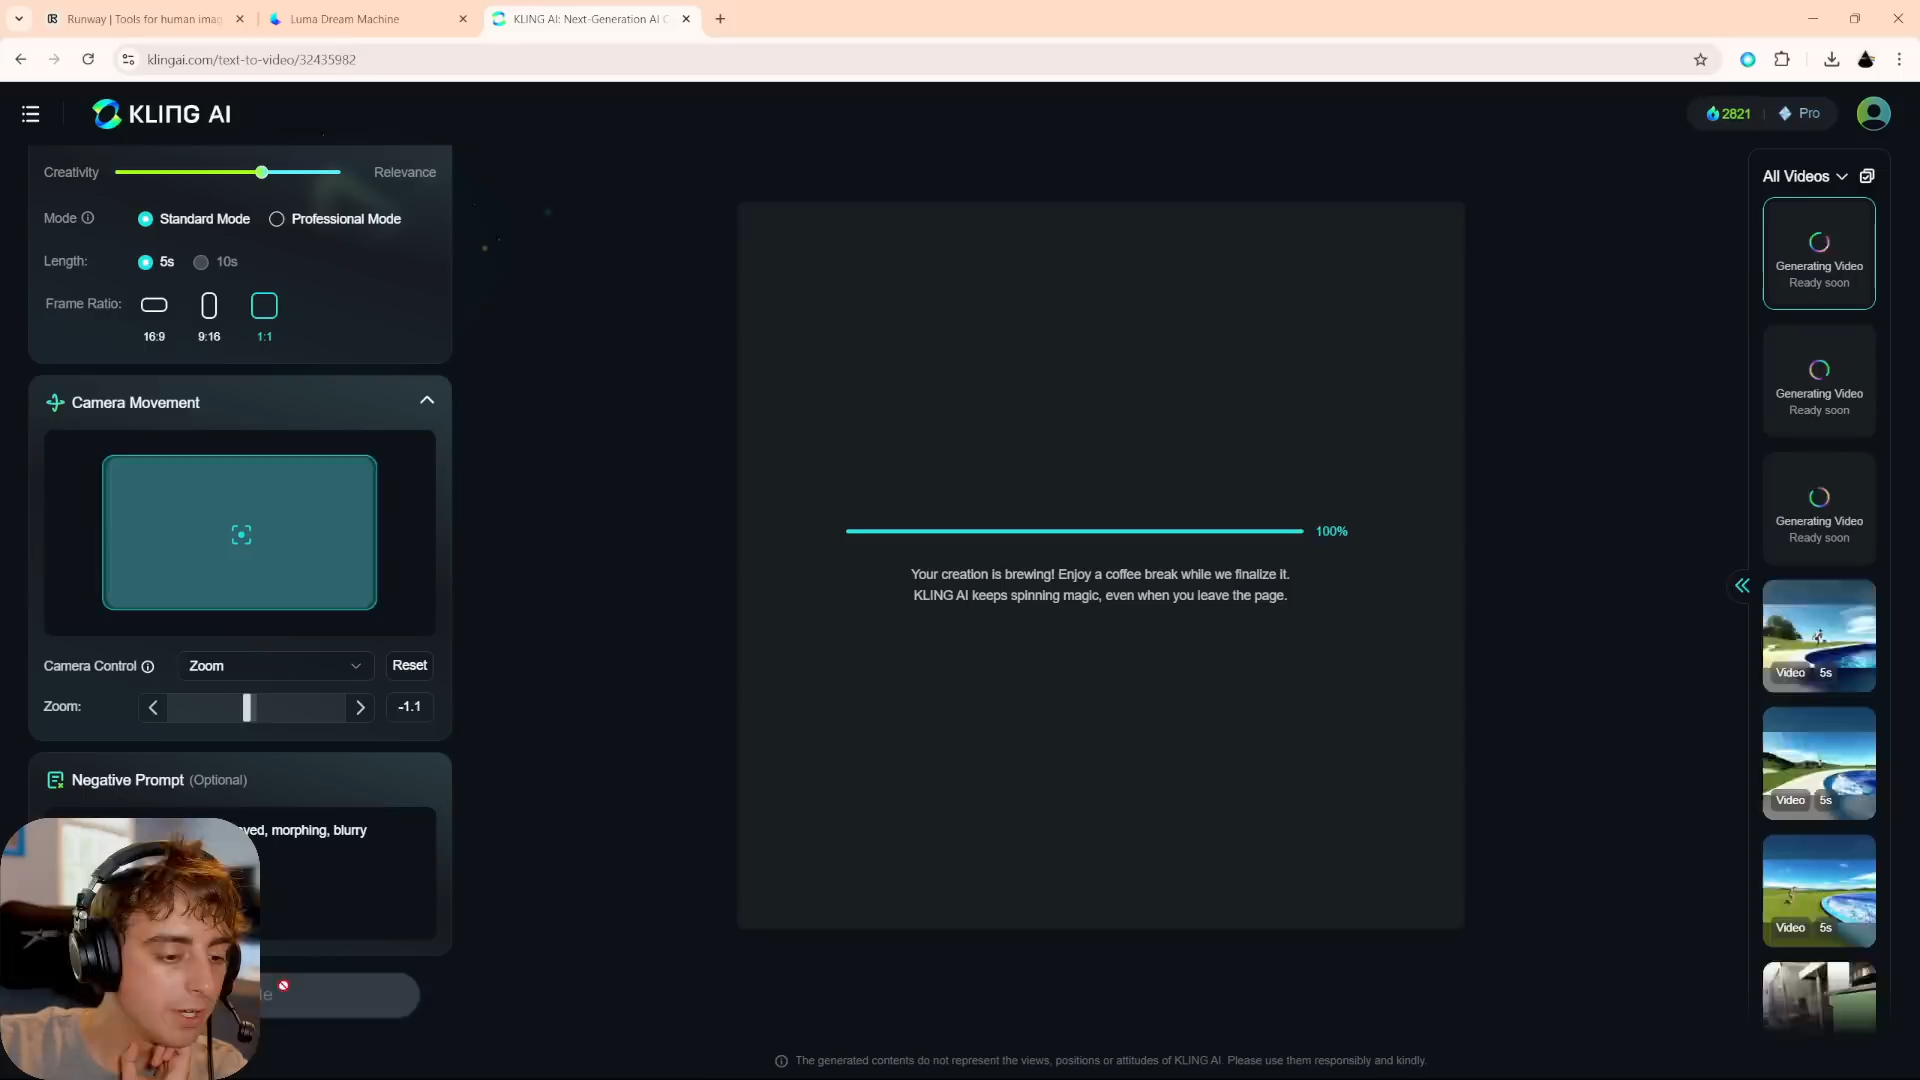 Runway | Tools for human imag
Luma Dream Machine
KLING AI: Next-Generation AI C
klingai.com/text-to-video/32435982
KLING AI
2821
Pro
Creativity
Relevance
Mode
Standard Mode
Professional Mode
Length:
5s
10s
Frame Ratio:
16:9
9:16
1:1
Camera Movement
Camera Control
Zoom
Reset
Zoom:
-1.1
Negative Prompt (Optional)
morphing, blurry
100%
Your creation is brewing! Enjoy a coffee break while we finalize it.
KLING AI keeps spinning magic, even when you leave the page.
All Videos
Generating Video
Ready soon
Generating Video
Ready soon
Generating Video
Ready soon
Video 5s
Video 5s
Video 5s
The generated contents do not represent the views, positions or attitudes of KLING AI. Please use them responsibly and kindly.